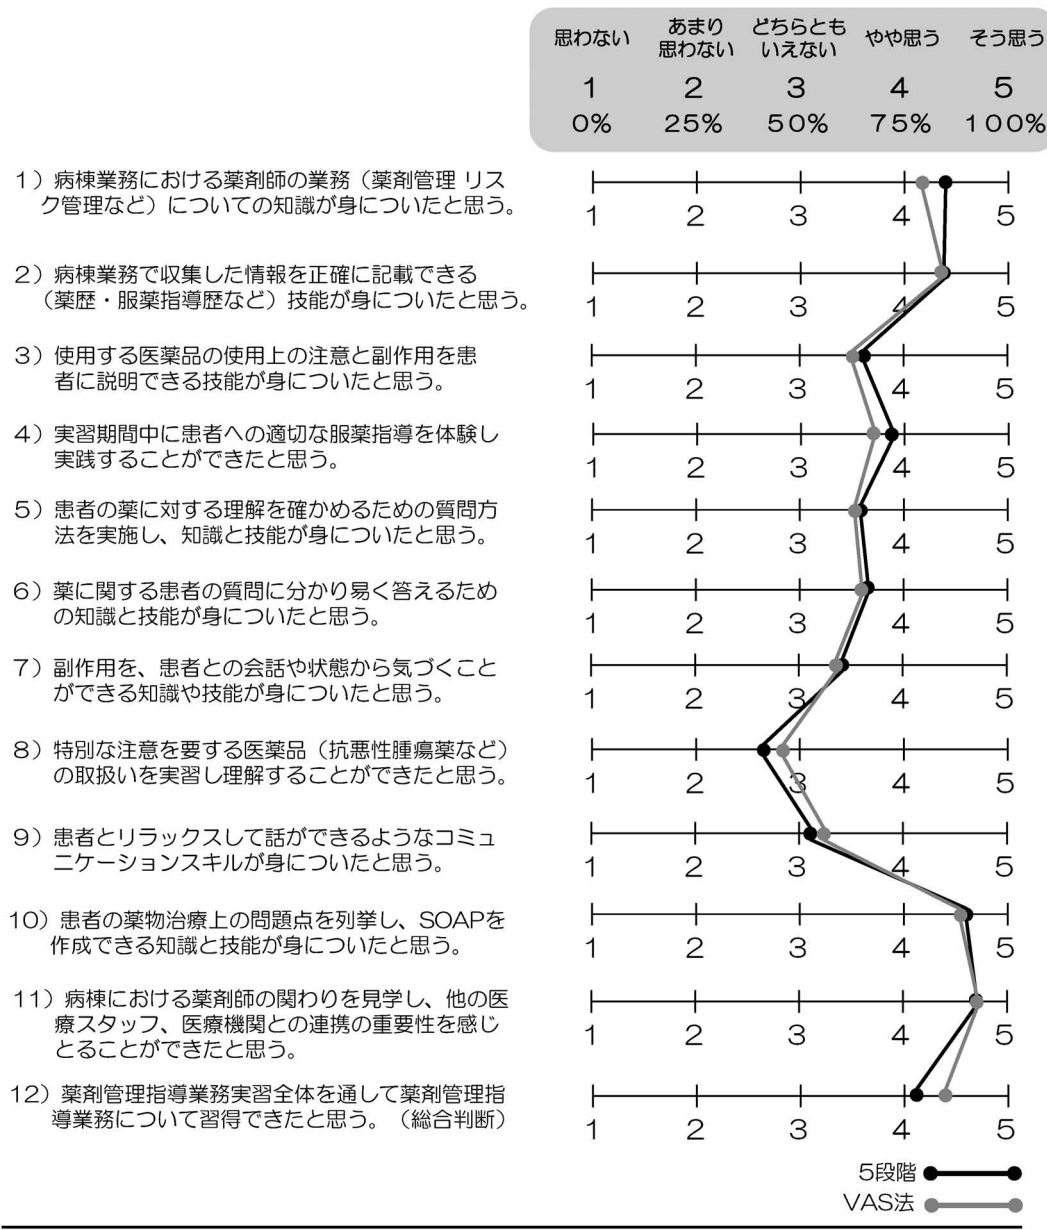 思わない あまり どちらとも やや思う そう思う
思わない いえない
1 2 3 4 5
0% 25% 50% 75% 100%
1）病棟業務における薬剤師の業務（薬剤管理 リス
ク管理など）についての知識が身についたと思う。
1 2 3 4 5
2）病棟業務で収集した情報を正確に記載できる
（薬歴・服薬指導歴など）技能が身についたと思う。
1 2 3 4 5
3）使用する医薬品の使用上の注意と副作用を患
者に説明できる技能が身についたと思う。
1 2 3 4 5
4）実習期間中に患者への適切な服薬指導を体験し
実践することができたと思う。
1 2 3 4 5
5）患者の薬に対する理解を確かめるための質問方
法を実施し、知識と技能が身についたと思う。
1 2 3 4 5
6）薬に関する患者の質問に分かり易く答えるため
の知識と技能が身についたと思う。
1 2 3 4 5
7）副作用を、患者との会話や状態から気づくこと
ができる知識や技能が身についたと思う。
1 2 3 4 5
8）特別な注意を要する医薬品（抗悪性腫瘍薬など）
の取扱いを実習し理解することができたと思う。
1 2 3 4 5
9）患者とリラックスして話ができるようなコミュ
ニケーションスキルが身についたと思う。
1 2 3 4 5
10）患者の薬物治療上の問題点を列挙し、SOAPを
作成できる知識と技能が身についたと思う。
1 2 3 4 5
11）病棟における薬剤師の関わりを見学し、他の医
療スタッフ、医療機関との連携の重要性を感じ
とることができたと思う。
1 2 3 4 5
12）薬剤管理指導業務実習全体を通して薬剤管理指
導業務について習得できたと思う。（総合判断）
1 2 3 4 5
5段階
VAS法